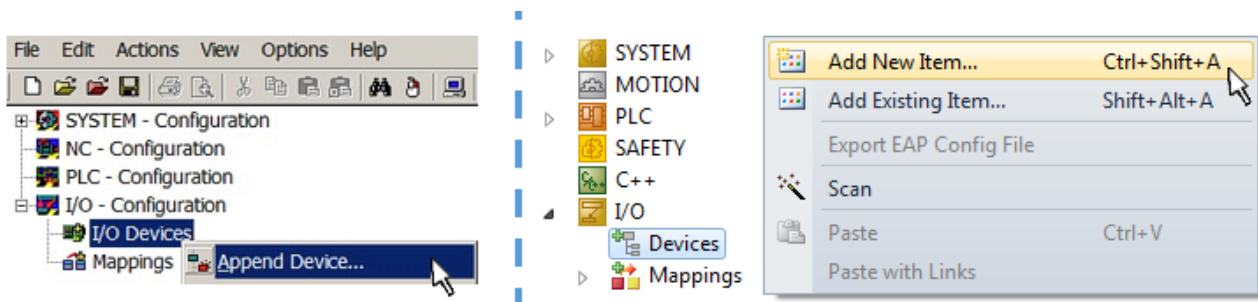 File Edit Actions View Options Help
SYSTEM - Configuration
NC - Configuration
PLC - Configuration
I/O - Configuration
I/O Devices
Mappings
Append Device...
SYSTEM
MOTION
PLC
SAFETY
C++
I/O
Devices
Mappings
Add New Item... Ctrl+Shift+A
Add Existing Item... Shift+Alt+A
Export EAP Config File
Scan
Paste Ctrl+V
Paste with Links